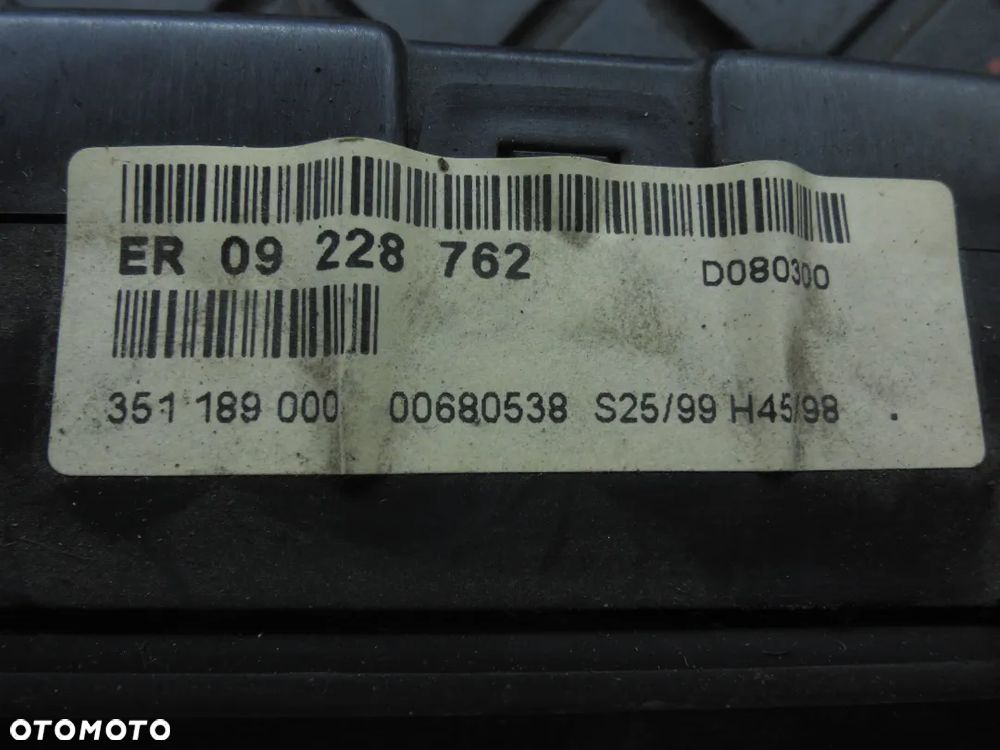 ER 09 228 762 D080300
351 189 000 00680538 S25/99 H45/98 .
OTOMOTO